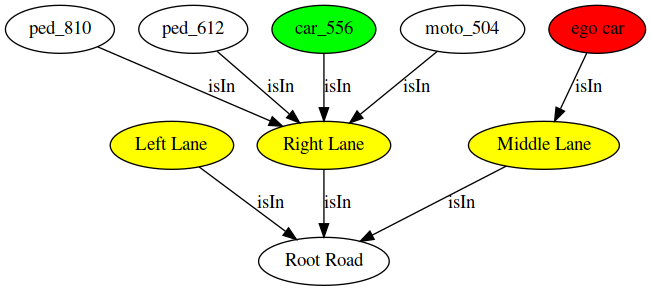 ped_810
ped_612
car_556
moto_504
ego car
isIn
isIn
isIn
isIn
isIn
Left Lane
Right Lane
Middle Lane
isIn
isIn
isIn
Root Road